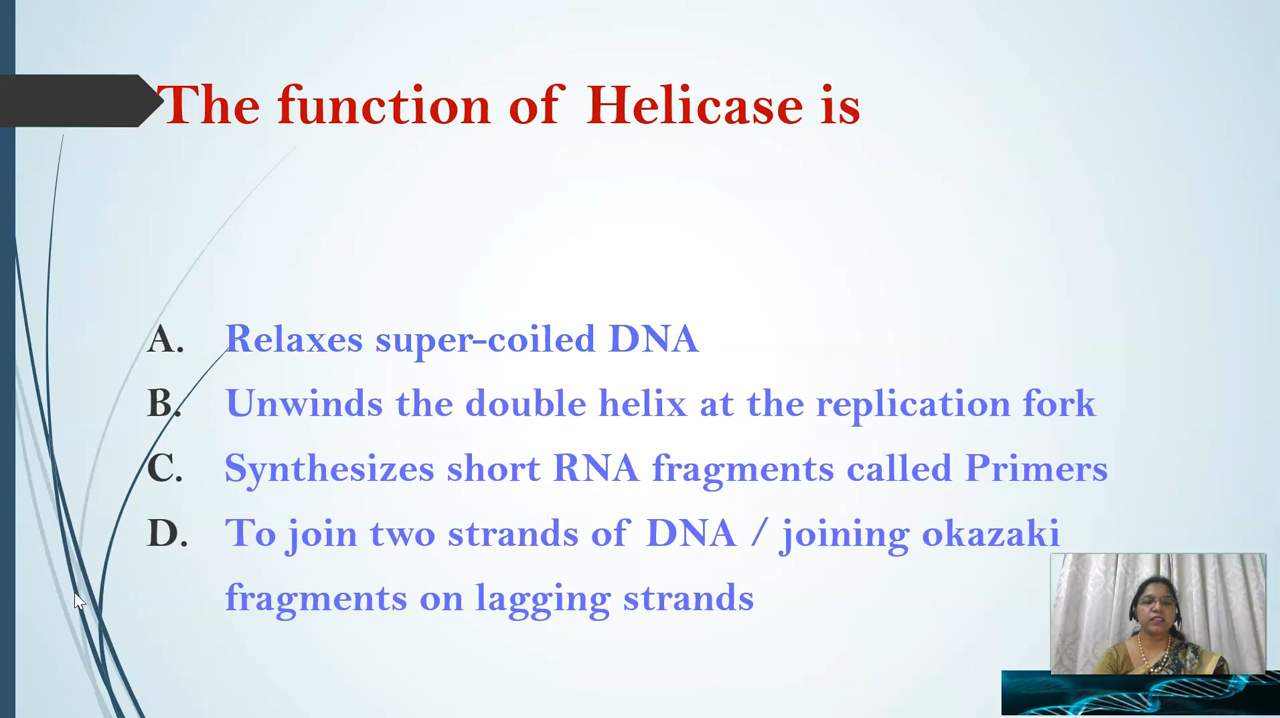 The function of Helicase is
A. Relaxes super-coiled DNA
B. Unwinds the double helix at the replication fork
C. Synthesizes short RNA fragments called Primers
D. To join two strands of DNA / joining okazaki
fragments on lagging strands